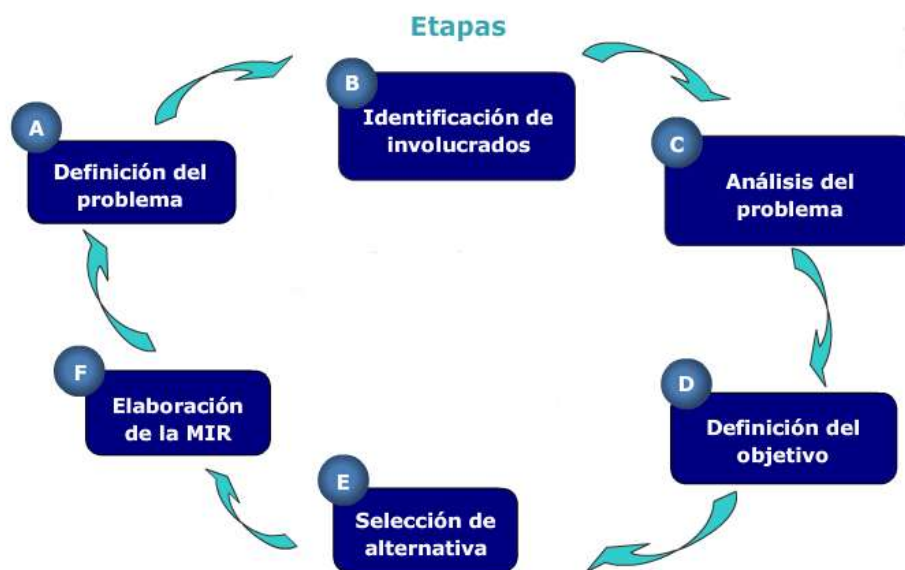 Etapas
A
Definición del
problema
B
Identificación de
involucrados
C
Análisis del
problema
D
Definición del
objetivo
E
Selección de
alternativa
F
Elaboración
de la MIR